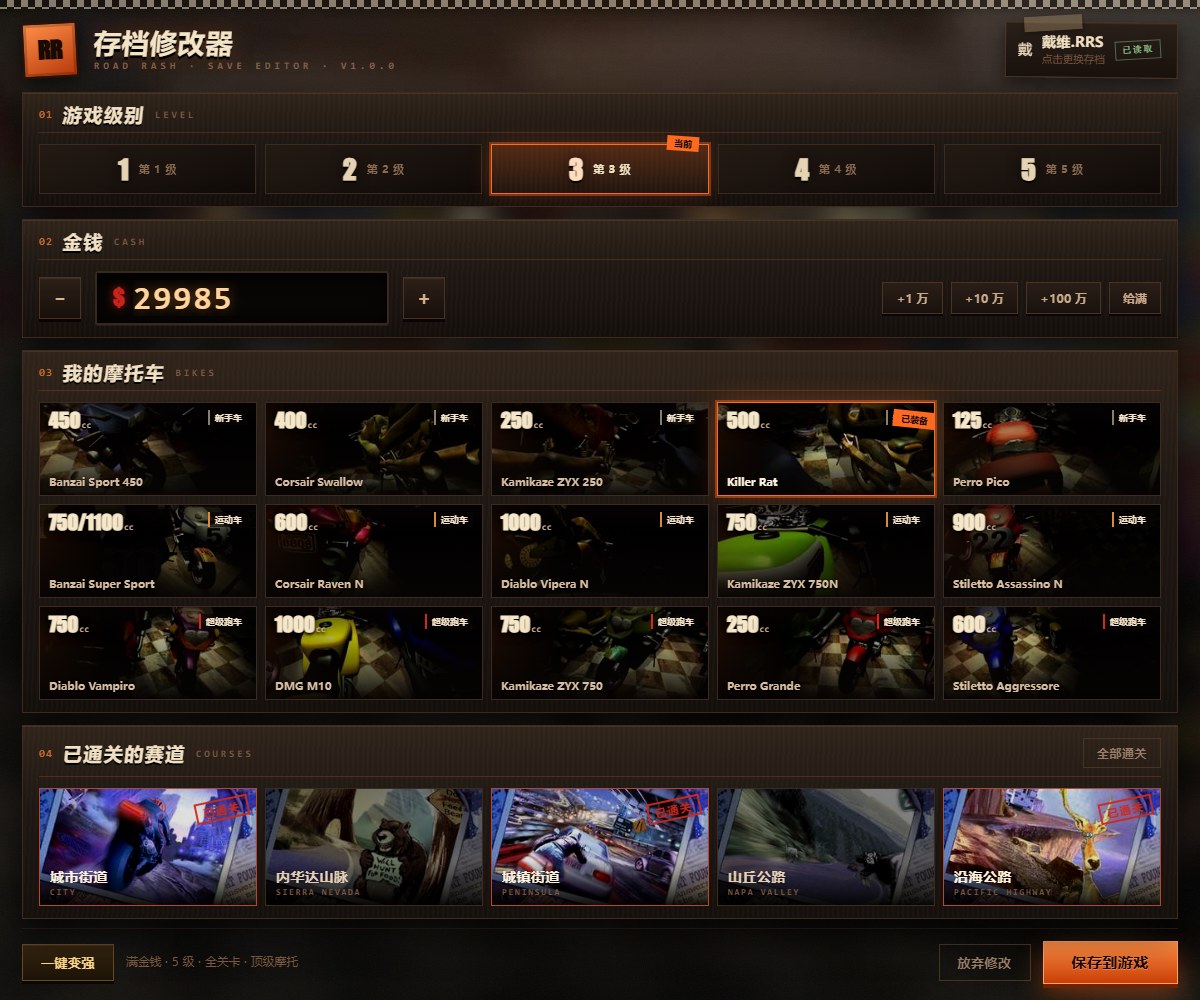 RR
存档修改器
ROAD RASH · SAVE EDITOR · V1.0.0
戴
戴维.RRS
点击更换存档
已读取
01 游戏级别 LEVEL
1 第 1 级
2 第 2 级
3 第 3 级
当前
4 第 4 级
5 第 5 级
02 金钱 CASH
−
$ 29985
+
+1 万
+10 万
+100 万
给满
03 我的摩托车 BIKES
450cc
新手车
Banzai Sport 450
400cc
新手车
Corsair Swallow
250cc
新手车
Kamikaze ZYX 250
500cc
已装备
Killer Rat
125cc
新手车
Perro Pico
750/1100cc
运动车
Banzai Super Sport
600cc
运动车
Corsair Raven N
1000cc
运动车
Diablo Vipera N
750cc
运动车
Kamikaze ZYX 750N
900cc
运动车
22
Stiletto Assassino N
750cc
超级跑车
Diablo Vampiro
1000cc
超级跑车
DMG M10
750cc
超级跑车
Kamikaze ZYX 750
250cc
超级跑车
Perro Grande
600cc
超级跑车
Stiletto Aggressore
04 已通关的赛道 COURSES
全部通关
已通关
城市街道
CITY
WILL
HUNT
FOR FOOD!
内华达山脉
SIERRA NEVADA
已通关
城镇街道
PENINSULA
山丘公路
NAPA VALLEY
已通关
沿海公路
PACIFIC HIGHWAY
一键变强
满金钱 · 5 级 · 全关卡 · 顶级摩托
放弃修改
保存到游戏